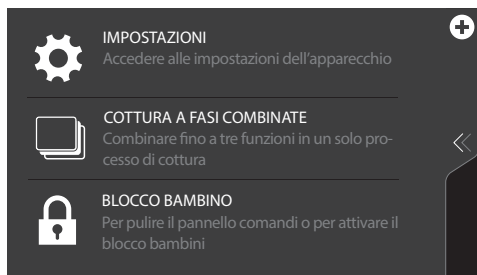 IMPOSTAZIONI
Accedere alle impostazioni dell'apparecchio
COTTURA A FASI COMBINATE
Combinare fino a tre funzioni in un solo pro-
cesso di cottura
BLOCCO BAMBINO
Per pulire il pannello comandi o per attivare il
blocco bambini